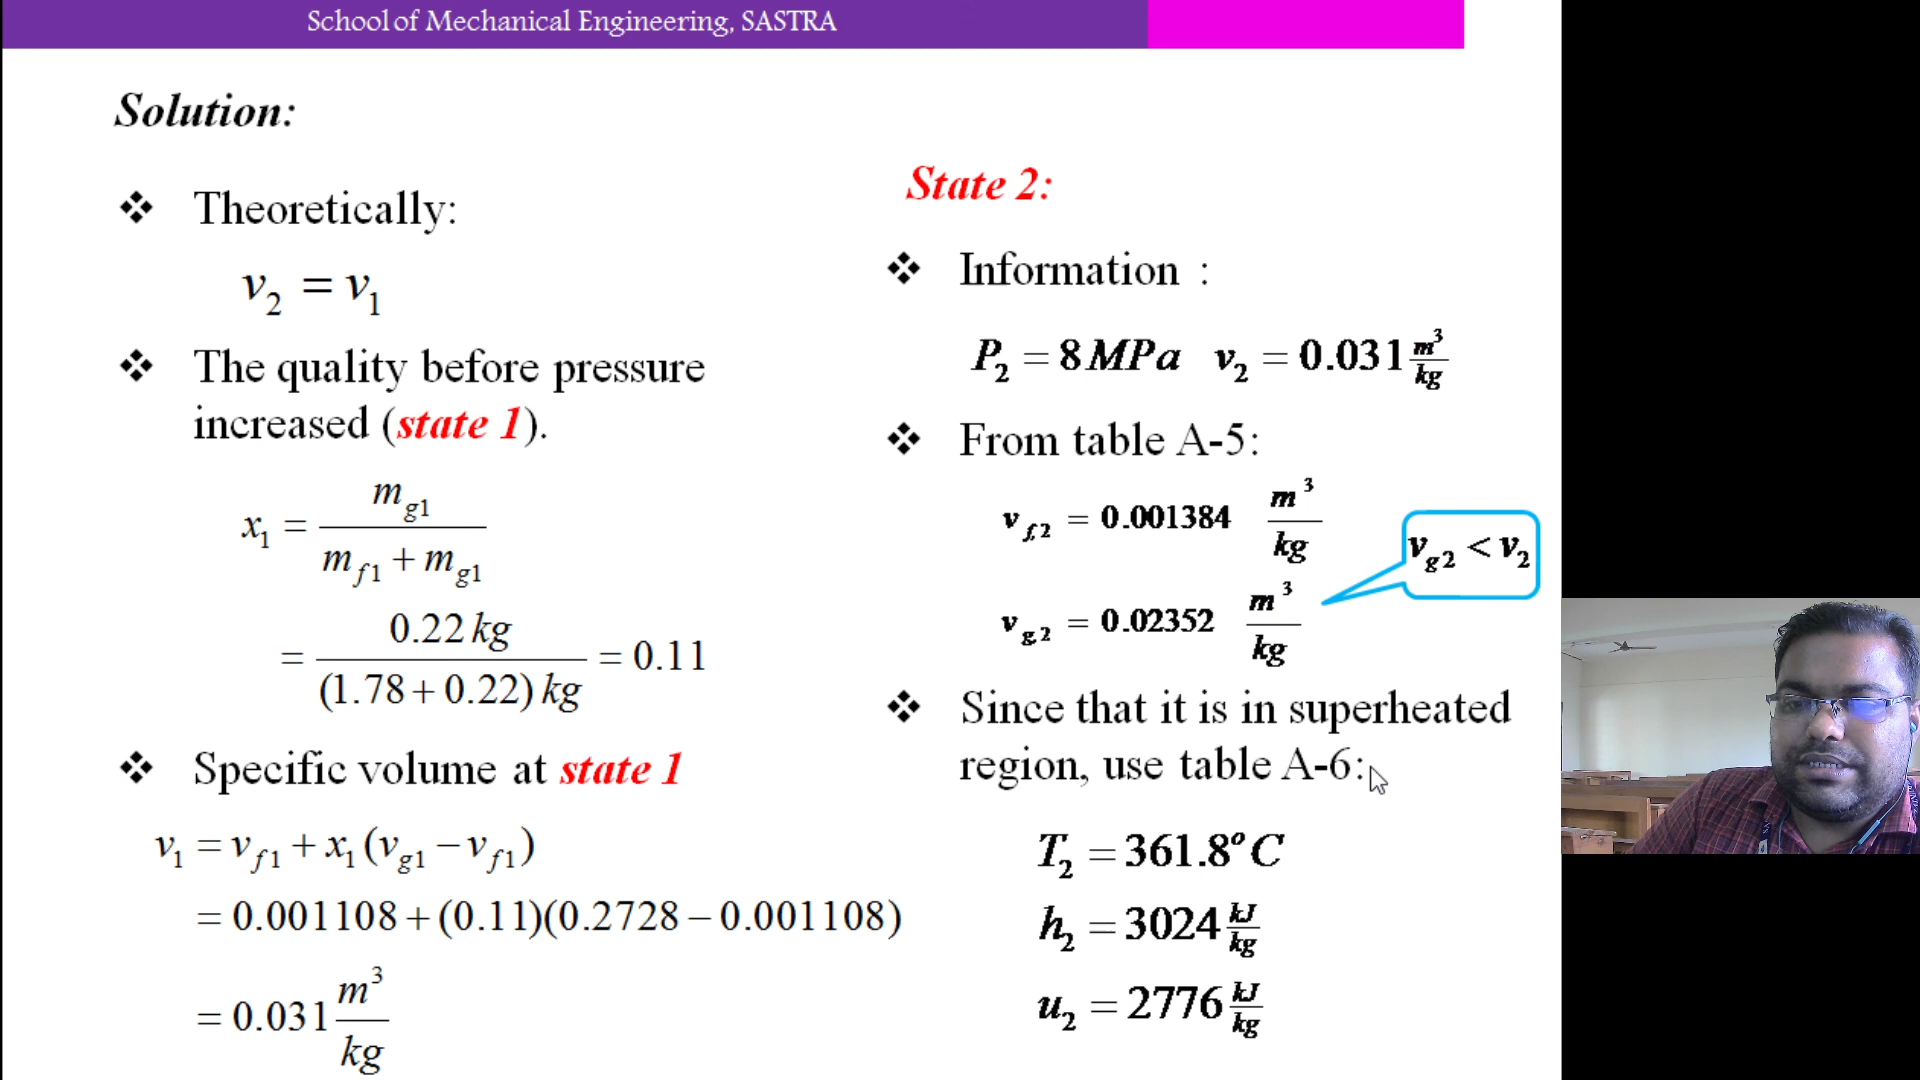 School of Mechanical Engineering, SASTRA
Solution:
❖ Theoretically:
v₂ = v₁
❖ The quality before pressure
increased (state 1).
x₁ = m_g1 / (m_f1 + m_g1)
= 0.22 kg / (1.78 + 0.22) kg = 0.11
❖ Specific volume at state 1
v₁ = v_f1 + x₁ (v_g1 − v_f1)
= 0.001108 + (0.11)(0.2728 − 0.001108)
= 0.031 m³/kg
State 2:
❖ Information :
P₂ = 8 MPa v₂ = 0.031 m³/kg
❖ From table A-5:
v_f,2 = 0.001384 m³/kg
v_g,2 = 0.02352 m³/kg
v_g2 < v₂
❖ Since that it is in superheated
region, use table A-6:
T₂ = 361.8° C
h₂ = 3024 kJ/kg
u₂ = 2776 kJ/kg